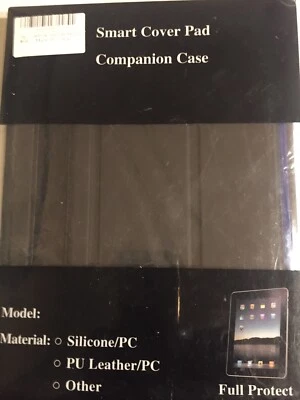 Smart Cover Pad
Companion Case
Model:
Material: ○ Silicone/PC
○ PU Leather/PC
○ Other
Full Protect